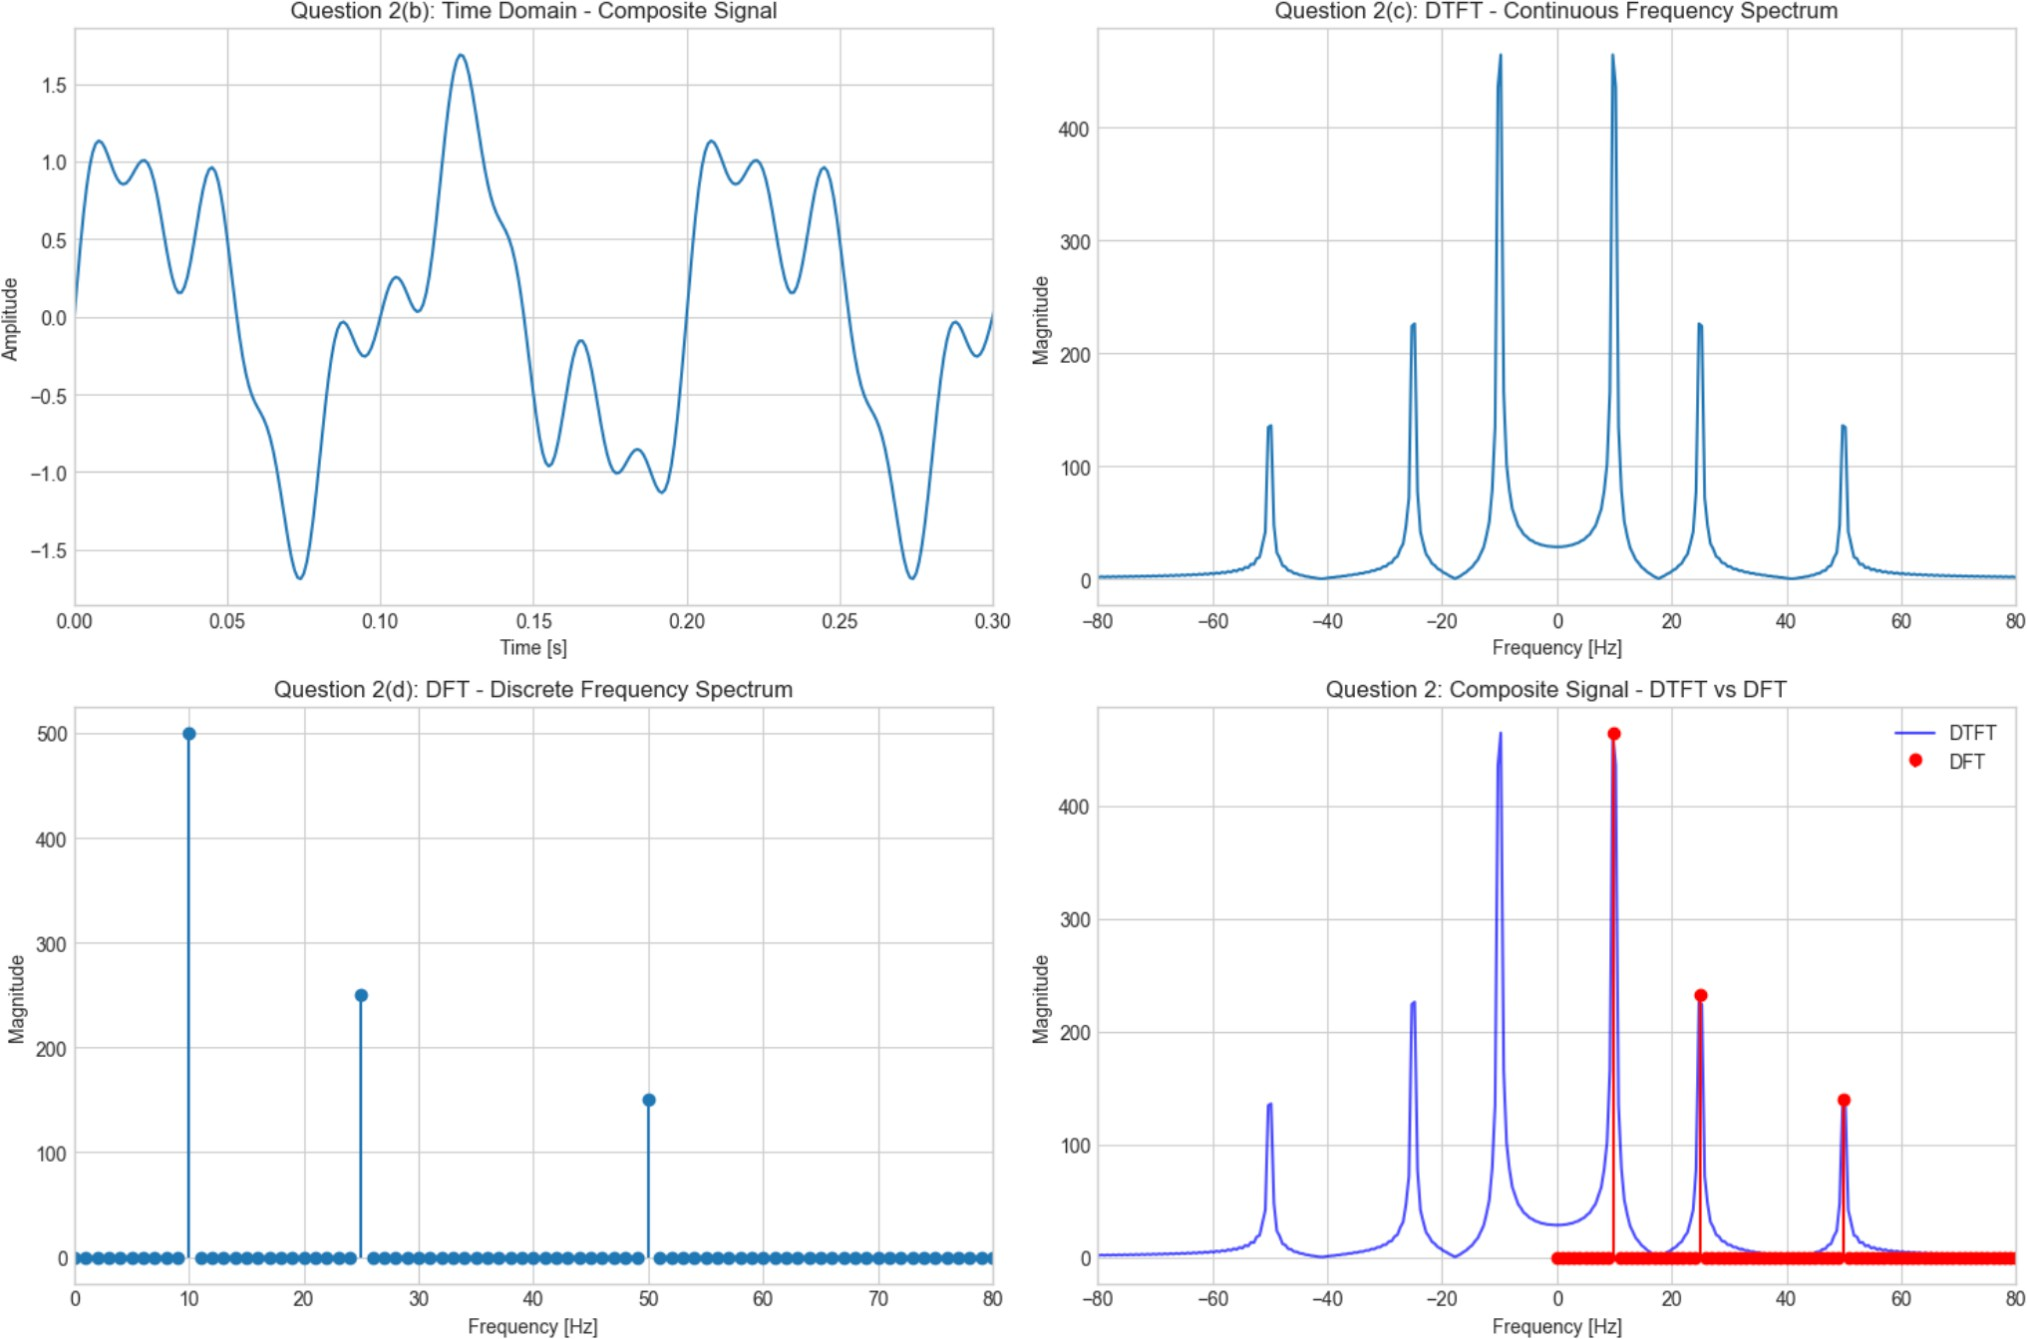 Question 2(b): Time Domain - Composite Signal
Amplitude
1.5
1.0
0.5
0.0
−0.5
−1.0
−1.5
0.00 0.05 0.10 0.15 0.20 0.25 0.30
Time [s]
Question 2(c): DTFT - Continuous Frequency Spectrum
Magnitude
400
300
200
100
0
−80 −60 −40 −20 0 20 40 60 80
Frequency [Hz]
Question 2(d): DFT - Discrete Frequency Spectrum
Magnitude
500
400
300
200
100
0
0 10 20 30 40 50 60 70 80
Frequency [Hz]
Question 2: Composite Signal - DTFT vs DFT
DTFT
DFT
Magnitude
400
300
200
100
0
−80 −60 −40 −20 0 20 40 60 80
Frequency [Hz]